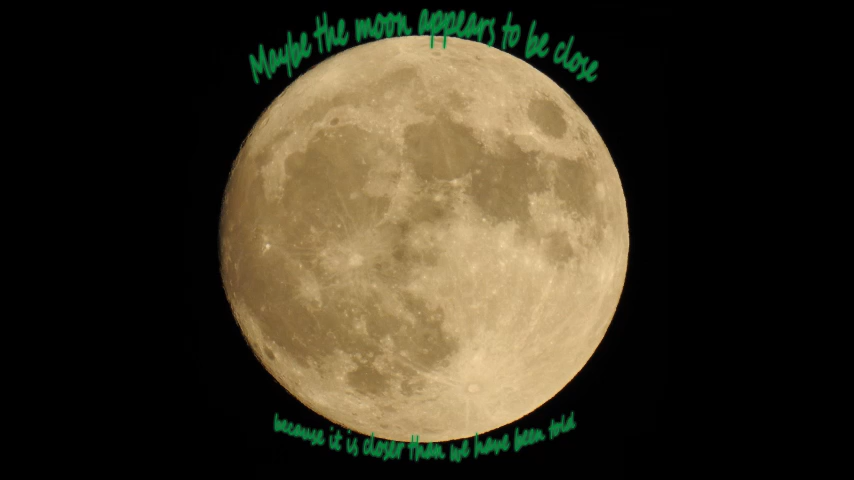 Maybe the moon appears to be close
because it is closer than we have been told